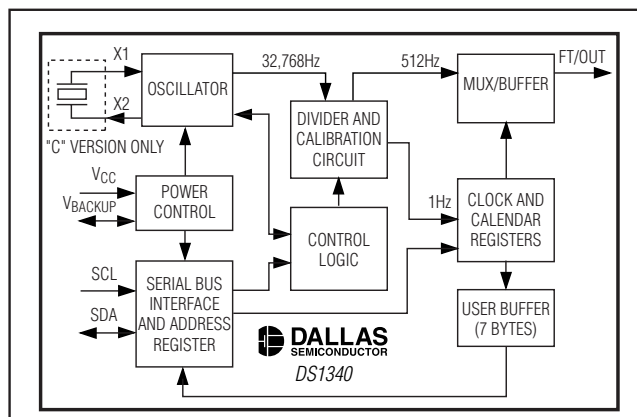 X1
X2
"C" VERSION ONLY
OSCILLATOR
32,768Hz
512Hz
MUX/BUFFER
FT/OUT
DIVIDER AND
CALIBRATION
CIRCUIT
VCC
VBACKUP
POWER
CONTROL
1Hz
CLOCK AND
CALENDAR
REGISTERS
CONTROL
LOGIC
SCL
SDA
SERIAL BUS
INTERFACE
AND ADDRESS
REGISTER
USER BUFFER
(7 BYTES)
DALLAS
SEMICONDUCTOR
DS1340